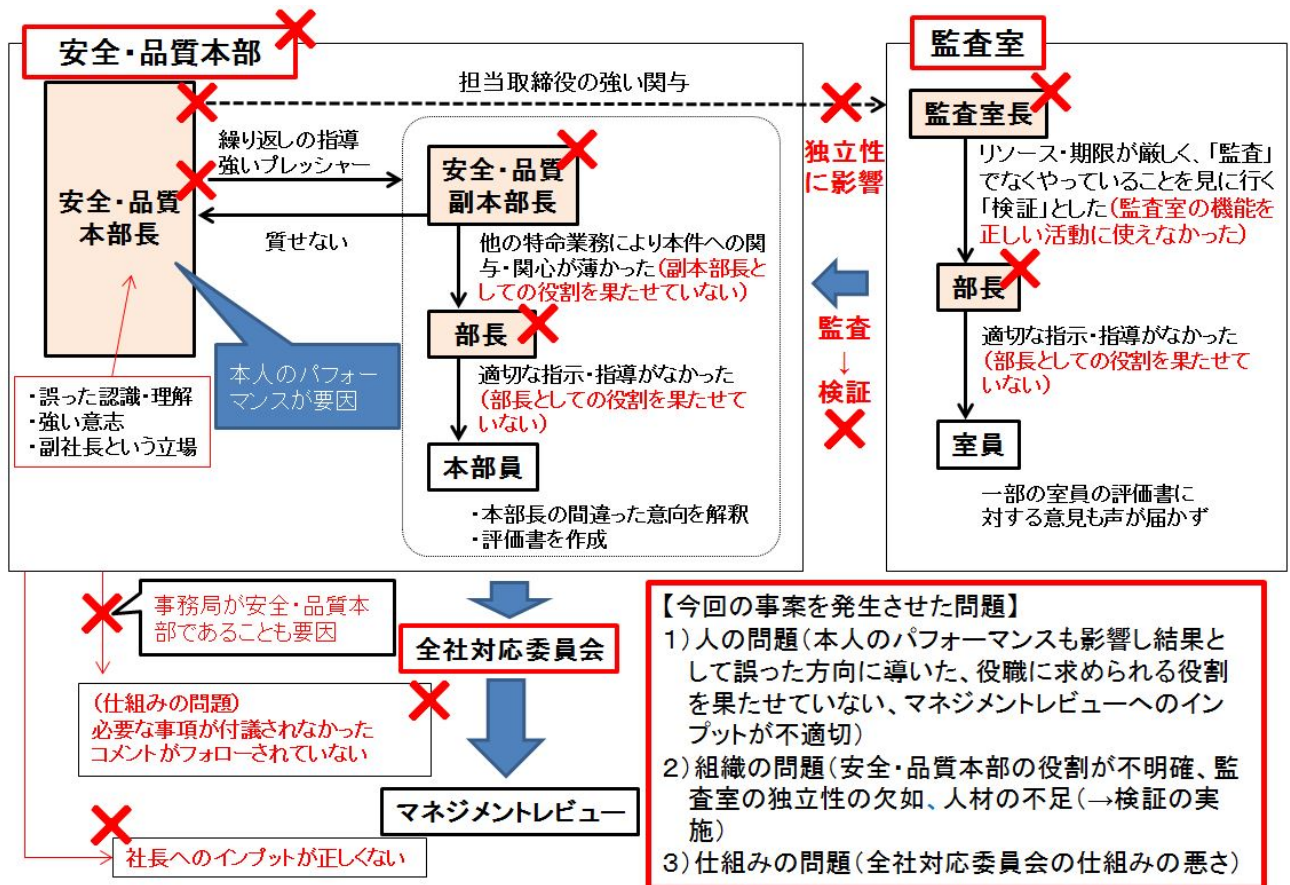 安全・品質本部
監査室
担当取締役の強い関与
監査室長
繰り返しの指導
強いプレッシャー
安全・品質
副本部長
独立性
に影響
リソース・期限が厳しく、「監査」
でなくやっていることを見に行く
「検証」とした(監査室の機能を
正しい活動に使えなかった)
安全・品質
本部長
質せない
他の特命業務により本件への関
与・関心が薄かった(副本部長と
しての役割を果たせていない)
部長
部長
監査
↓
検証
適切な指示・指導がなかった
(部長としての役割を果たせて
いない)
本人のパフォー
マンスが要因
適切な指示・指導がなかった
(部長としての役割を果たせて
いない)
・誤った認識・理解
・強い意志
・副社長という立場
本部員
室員
・本部長の間違った意向を解釈
・評価書を作成
一部の室員の評価書に
対する意見も声が届かず
事務局が安全・品質本
部であることも要因
全社対応委員会
(仕組みの問題)
必要な事項が付議されなかった
コメントがフォローされていない
マネジメントレビュー
社長へのインプットが正しくない
【今回の事案を発生させた問題】
1)人の問題(本人のパフォーマンスも影響し結果と
して誤った方向に導いた、役職に求められる役割
を果たせていない、マネジメントレビューへのイン
プットが不適切)
2)組織の問題(安全・品質本部の役割が不明確、監
査室の独立性の欠如、人材の不足(→検証の実
施)
3)仕組みの問題(全社対応委員会の仕組みの悪さ)